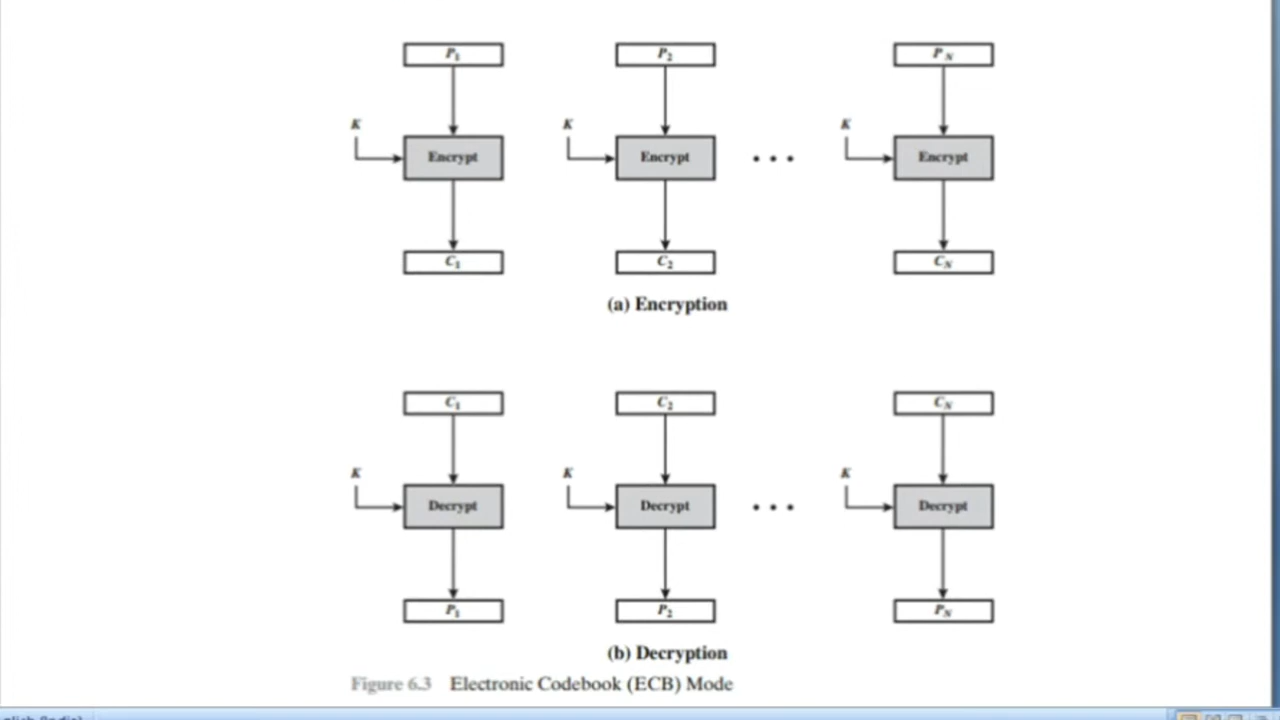 P1 P2 PN
K K K
Encrypt Encrypt • • • Encrypt
C1 C2 CN
(a) Encryption
C1 C2 CN
K K K
Decrypt Decrypt • • • Decrypt
P1 P2 PN
(b) Decryption
Figure 6.3 Electronic Codebook (ECB) Mode